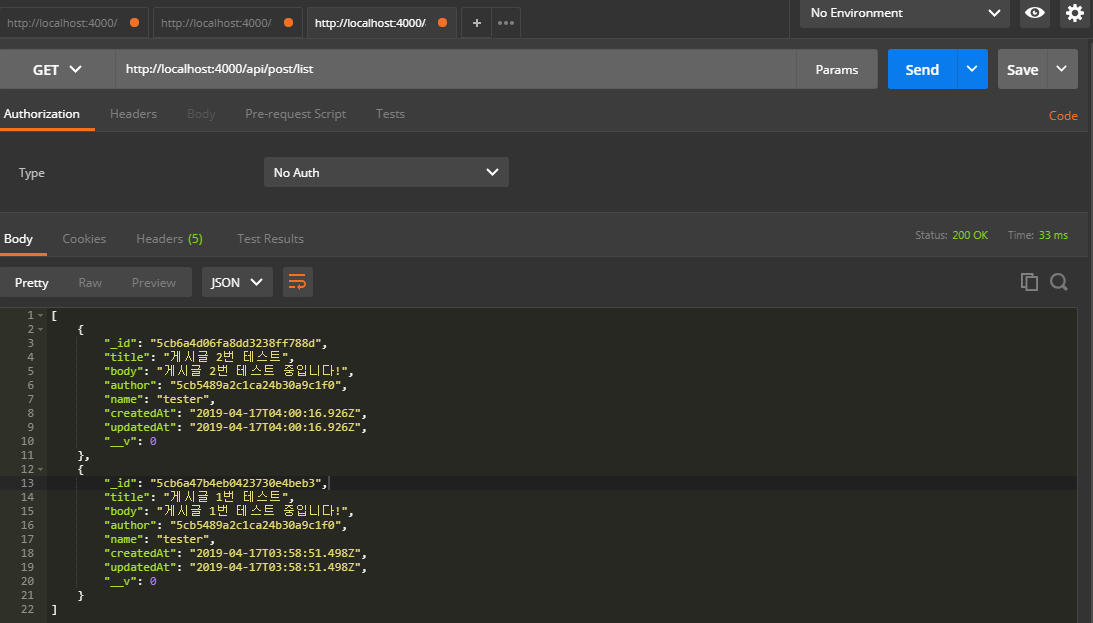 http://localhost:4000/ http://localhost:4000/ http://localhost:4000/ + ••• No Environment
GET http://localhost:4000/api/post/list Params Send Save
Authorization Headers Body Pre-request Script Tests Code
Type No Auth
Body Cookies Headers (5) Test Results Status: 200 OK Time: 33 ms
Pretty Raw Preview JSON
1 [
2 {
3 "_id": "5cb6a4d06fa8dd3238ff788d",
4 "title": "게시글 2번 테스트",
5 "body": "게시글 2번 테스트 중입니다!",
6 "author": "5cb5489a2c1ca24b30a9c1f0",
7 "name": "tester",
8 "createdAt": "2019-04-17T04:00:16.926Z",
9 "updatedAt": "2019-04-17T04:00:16.926Z",
10 "__v": 0
11 },
12 {
13 "_id": "5cb6a47b4eb0423730e4beb3",
14 "title": "게시글 1번 테스트",
15 "body": "게시글 1번 테스트 중입니다!",
16 "author": "5cb5489a2c1ca24b30a9c1f0",
17 "name": "tester",
18 "createdAt": "2019-04-17T03:58:51.498Z",
19 "updatedAt": "2019-04-17T03:58:51.498Z",
20 "__v": 0
21 }
22 ]